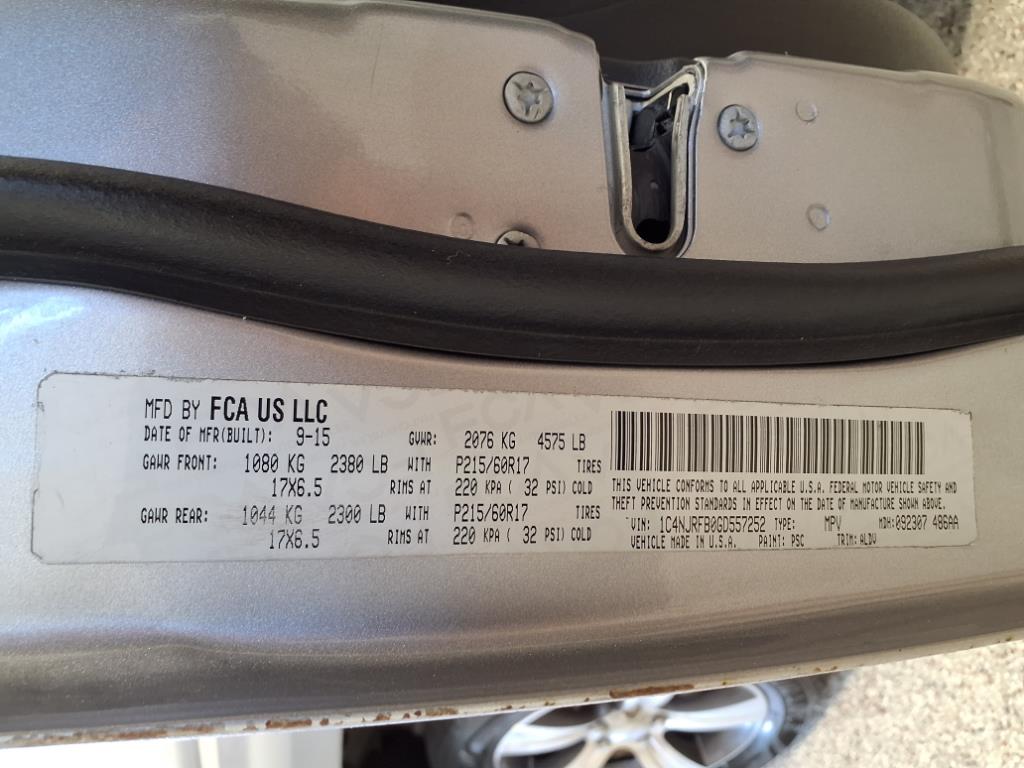 MFD BY FCA US LLC
DATE OF MFR(BUILT): 9-15 GVWR: 2076 KG 4575 LB
GAWR FRONT: 1080 KG 2380 LB WITH P215/60R17 TIRES
17X6.5 RIMS AT 220 KPA ( 32 PSI) COLD
GAWR REAR: 1044 KG 2300 LB WITH P215/60R17 TIRES
17X6.5 RIMS AT 220 KPA ( 32 PSI) COLD
THIS VEHICLE CONFORMS TO ALL APPLICABLE U.S.A. FEDERAL MOTOR VEHICLE SAFETY AND
THEFT PREVENTION STANDARDS IN EFFECT ON THE DATE OF MANUFACTURE SHOWN ABOVE.
VIN: 1C4NJRFB0GD557252 TYPE: MPV MDH:092307 486AA
VEHICLE MADE IN U.S.A. PAINT: PSC TRIM: ALDV